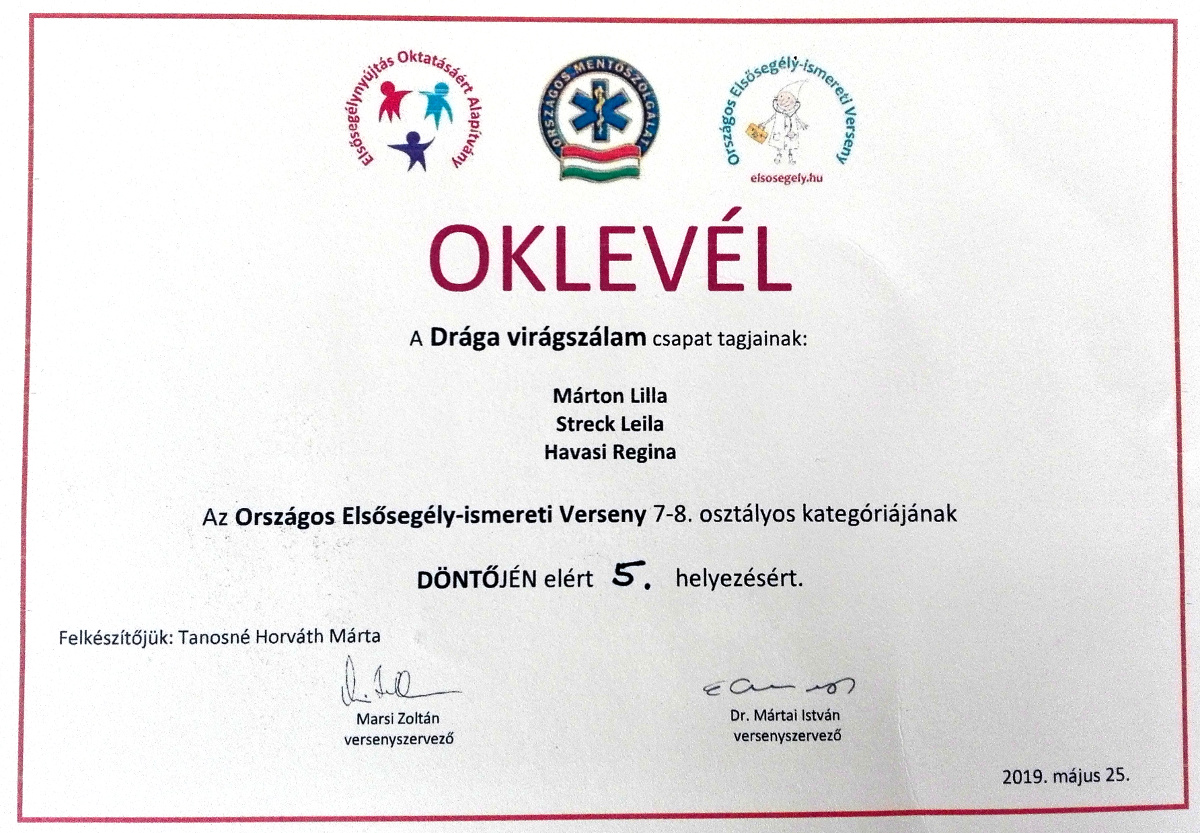 Elsősegélynyújtás Oktatásáért Alapítvány
ORSZÁGOS MENTŐSZOLGÁLAT
Országos Elsősegély-ismereti Verseny
elsosegely.hu
OKLEVÉL
A Drága virágszálam csapat tagjainak:
Márton Lilla
Streck Leila
Havasi Regina
Az Országos Elsősegély-ismereti Verseny 7-8. osztályos kategóriájának
DÖNTŐJÉN elért 5. helyezésért.
Felkészítőjük: Tanosné Horváth Márta
Marsi Zoltán
versenyszervező
Dr. Mártai István
versenyszervező
2019. május 25.